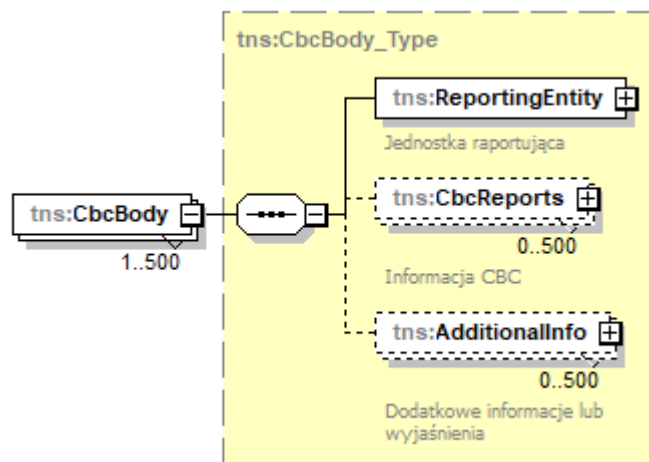 tns:CbcBody_Type
tns:ReportingEntity
Jednostka raportująca
tns:CbcBody
1..500
tns:CbcReports
0..500
Informacja CBC
tns:AdditionalInfo
0..500
Dodatkowe informacje lub
wyjaśnienia